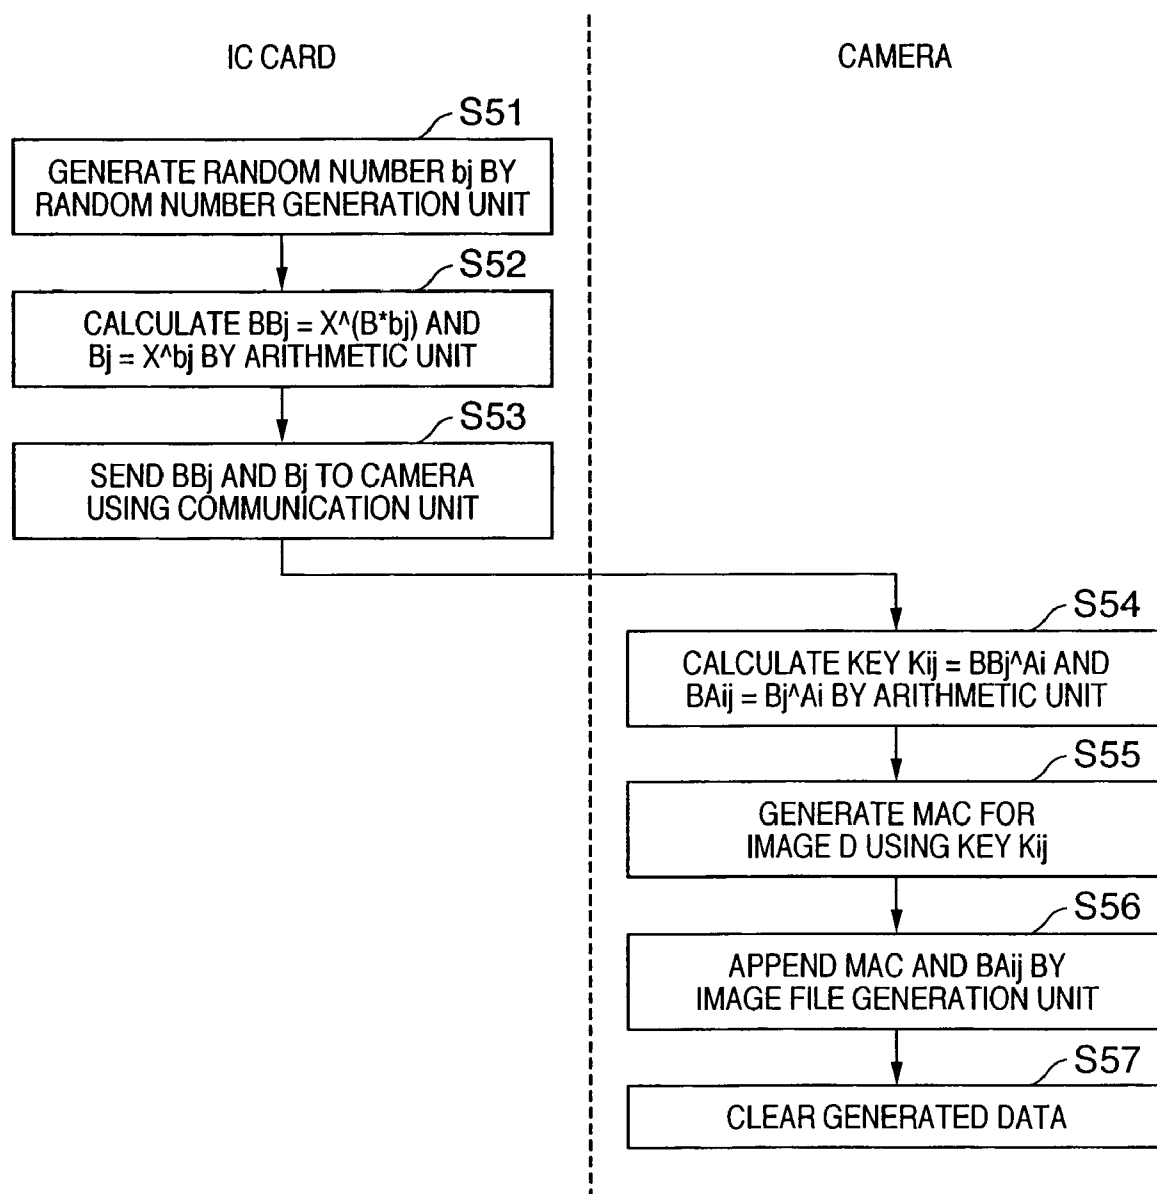 IC CARD
CAMERA
S51
GENERATE RANDOM NUMBER bj BY
RANDOM NUMBER GENERATION UNIT
S52
CALCULATE BBj = X^(B*bj) AND
Bj = X^bj BY ARITHMETIC UNIT
S53
SEND BBj AND Bj TO CAMERA
USING COMMUNICATION UNIT
S54
CALCULATE KEY Kij = BBj^Ai AND
BAij = Bj^Ai BY ARITHMETIC UNIT
S55
GENERATE MAC FOR
IMAGE D USING KEY Kij
S56
APPEND MAC AND BAij BY
IMAGE FILE GENERATION UNIT
S57
CLEAR GENERATED DATA